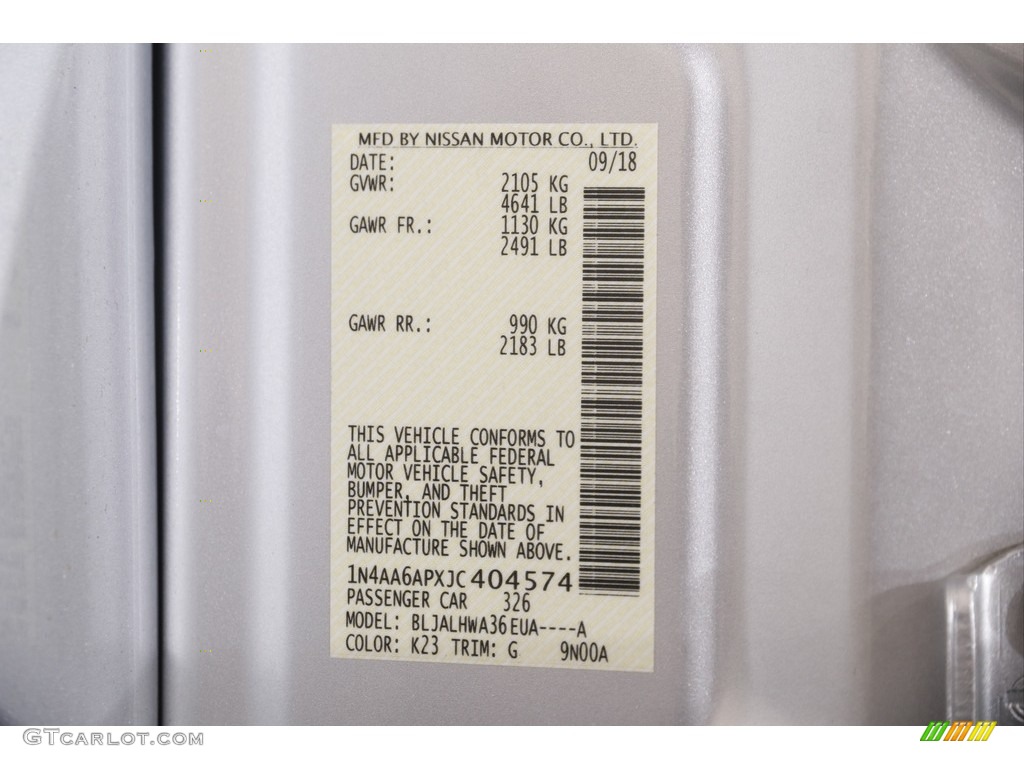 MFD BY NISSAN MOTOR CO., LTD.
DATE: 09/18
GVWR: 2105 KG
4641 LB
GAWR FR.: 1130 KG
2491 LB
GAWR RR.: 990 KG
2183 LB
THIS VEHICLE CONFORMS TO
ALL APPLICABLE FEDERAL
MOTOR VEHICLE SAFETY,
BUMPER, AND THEFT
PREVENTION STANDARDS IN
EFFECT ON THE DATE OF
MANUFACTURE SHOWN ABOVE.
1N4AA6APXJC404574
PASSENGER CAR 326
MODEL: BLJALHWA36EUA----A
COLOR: K23 TRIM: G 9N00A
GTCARLOT.COM